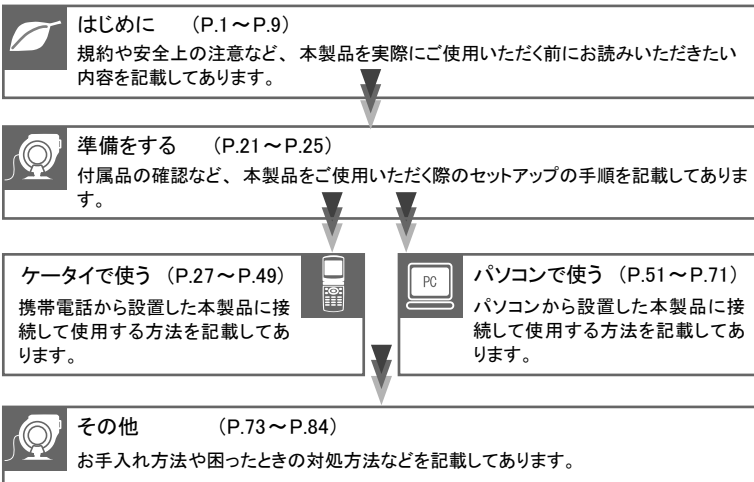 はじめに　　（P.1～P.9）
規約や安全上の注意など、本製品を実際にご使用いただく前にお読みいただきたい
内容を記載してあります。
準備をする　　（P.21～P.25）
付属品の確認など、本製品をご使用いただく際のセットアップの手順を記載してありま
す。
ケータイで使う （P.27～P.49）
携帯電話から設置した本製品に接
続して使用する方法を記載してあ
ります。
PC
パソコンで使う （P.51～P.71）
パソコンから設置した本製品に接
続して使用する方法を記載してあ
ります。
その他　　　　（P.73～P.84）
お手入れ方法や困ったときの対処方法などを記載してあります。